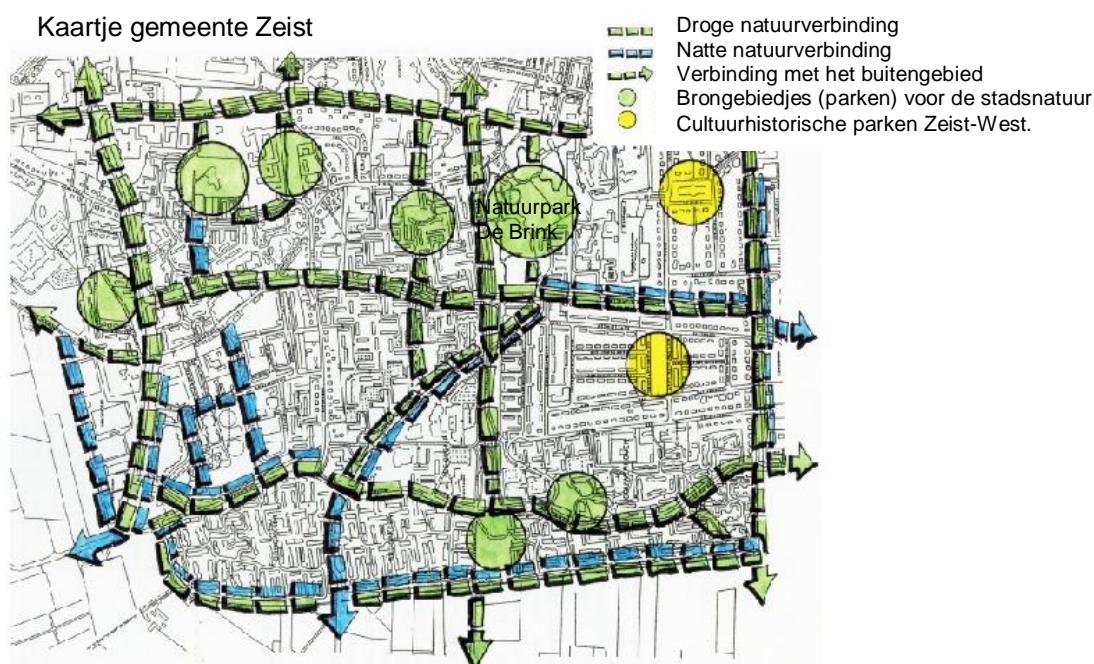 Kaartje gemeente Zeist
Droge natuurverbinding
Natte natuurverbinding
Verbinding met het buitengebied
Brongebiedjes (parken) voor de stadsnatuur
Cultuurhistorische parken Zeist-West.
Natuurpark
De Brink